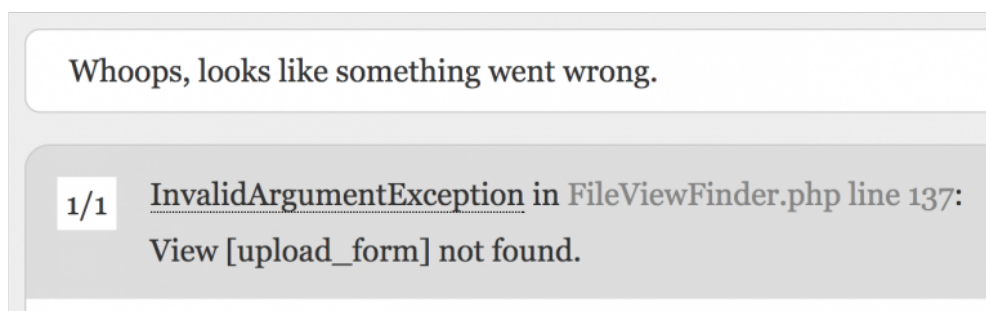 Whoops, looks like something went wrong.
1/1
InvalidArgumentException in FileViewFinder.php line 137:
View [upload_form] not found.